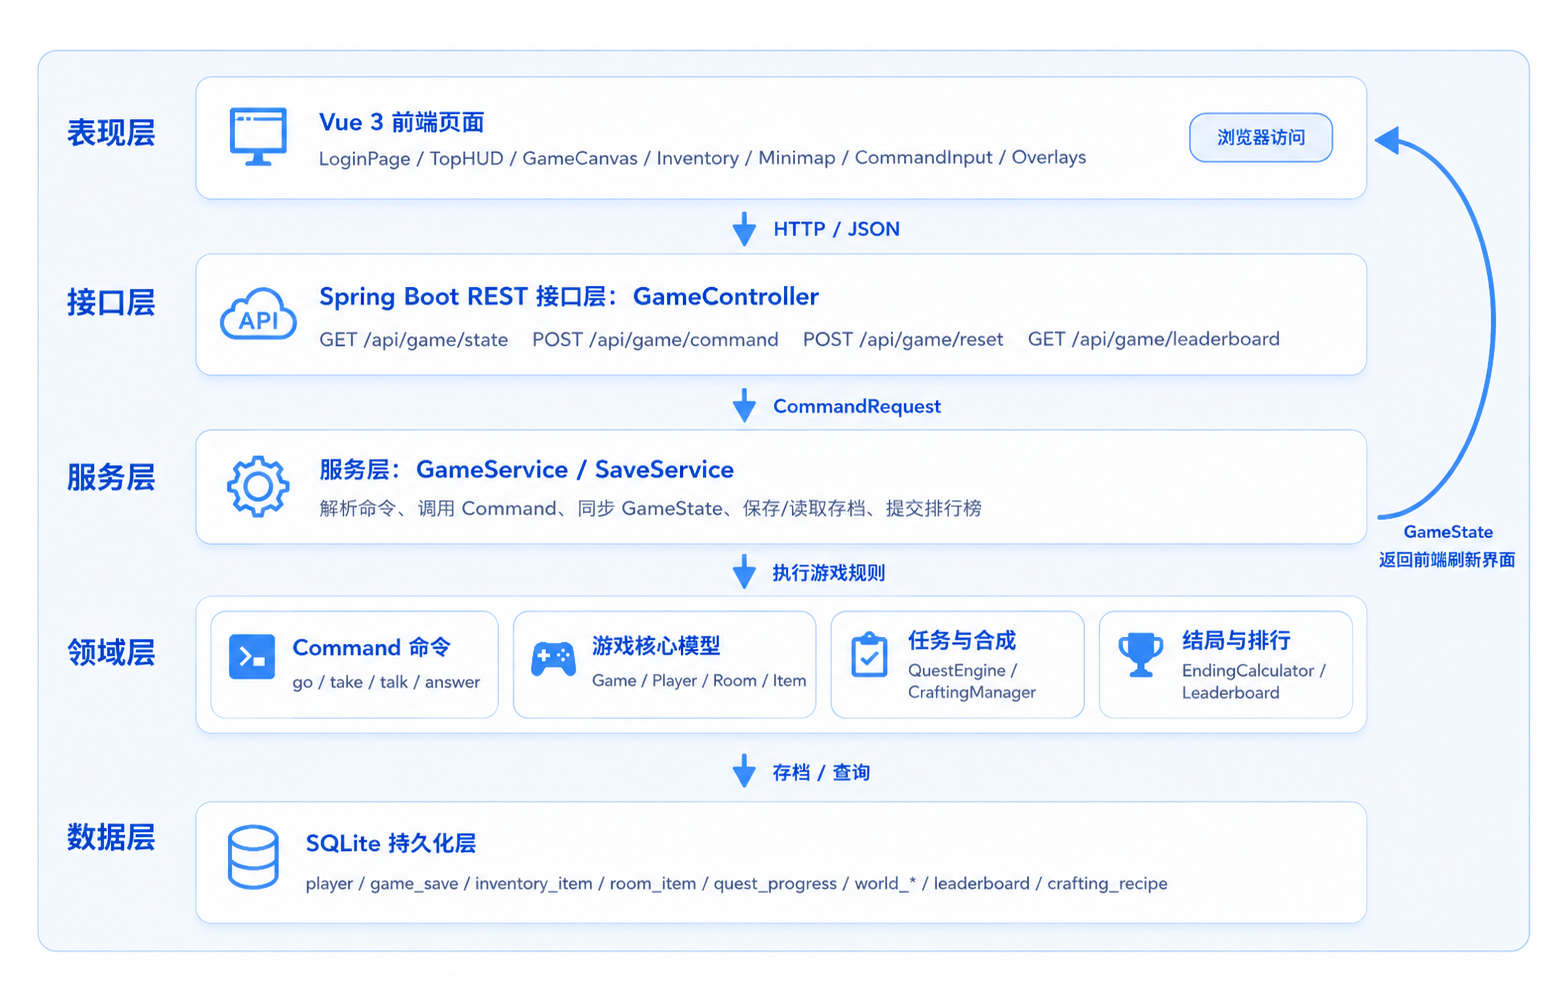 表现层
Vue 3 前端页面
LoginPage / TopHUD / GameCanvas / Inventory / Minimap / CommandInput / Overlays
浏览器访问
HTTP / JSON
接口层
API
Spring Boot REST 接口层：GameController
GET /api/game/state POST /api/game/command POST /api/game/reset GET /api/game/leaderboard
CommandRequest
服务层
服务层：GameService / SaveService
解析命令、调用 Command、同步 GameState、保存/读取存档、提交排行榜
GameState
返回前端刷新界面
执行游戏规则
领域层
Command 命令
go / take / talk / answer
游戏核心模型
Game / Player / Room / Item
任务与合成
QuestEngine /
CraftingManager
结局与排行
EndingCalculator /
Leaderboard
存档 / 查询
数据层
SQLite 持久化层
player / game_save / inventory_item / room_item / quest_progress / world_* / leaderboard / crafting_recipe